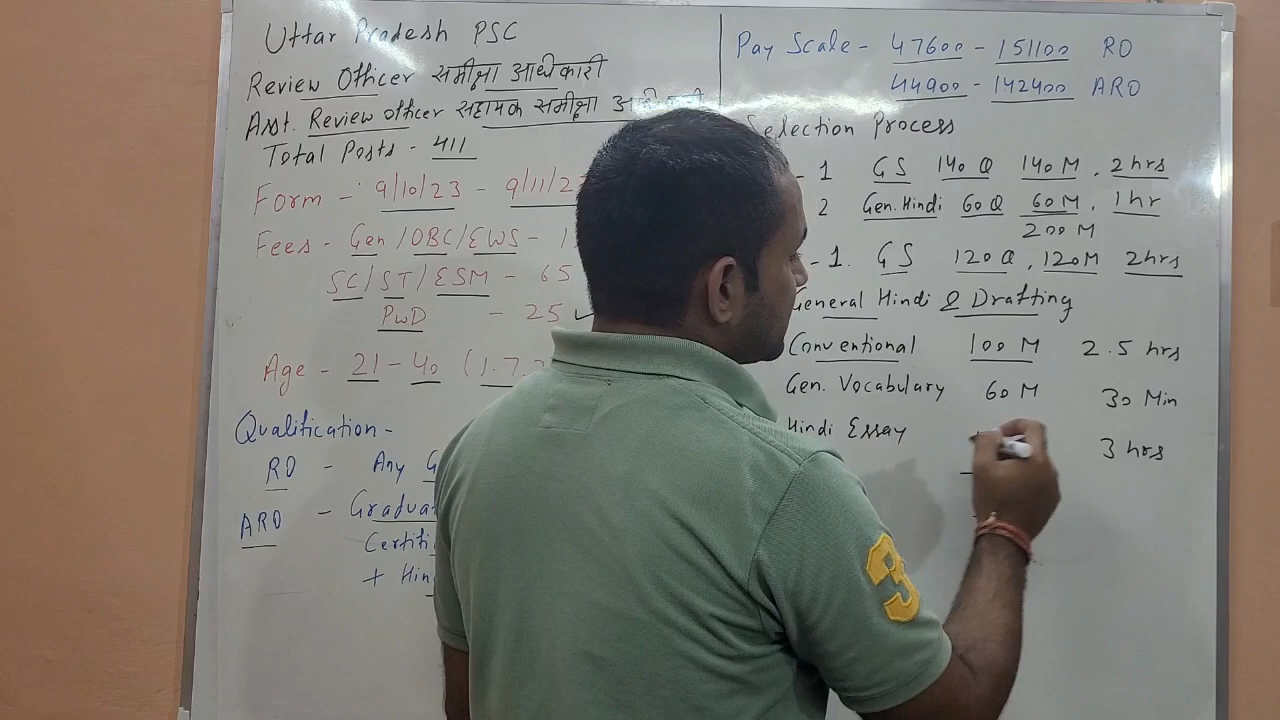 Uttar Pradesh PSC
Review Officer समीक्षा अधिकारी
Asst. Review officer सहायक समीक्षा
Total Posts - 411
Form - 9/10/23 - 9/11/2
Fees - Gen/OBC/EWS - 1
SC/ST/ESM - 65
PwD - 25 ✓
Age - 21 - 40 (1.7.2
Qualification -
RO - Any G
ARO - Graduat
Certifi
+ Hin
Pay Scale - 47600 - 151100 RO
44900 - 142400 ARO
Selection Process
- 1 GS 140 Q 140 M, 2 hrs
2 Gen. Hindi 60 Q 60 M, 1 hr
200 M
- 1. GS 120 Q, 120 M 2 hrs
General Hindi & Drafting
Conventional 100 M 2.5 hrs
Gen. Vocabulary 60 M 30 Min
Hindi Essay 3 hrs
3